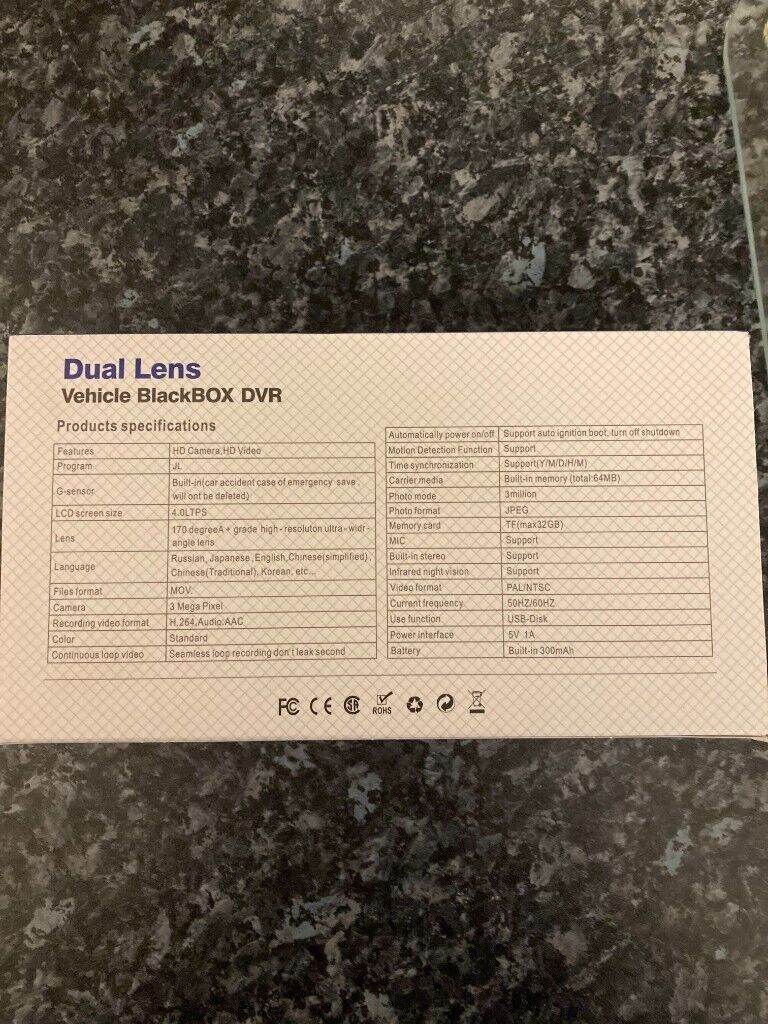 Dual Lens
Vehicle BlackBOX DVR
Products specifications
Features HD Camera,HD Video
Program JL
G-sensor Buillt-in(car accident case of emergency save ,
will ont be deleted)
LCD screen size 4.0LTPS
Lens 170 degreeA + grade high - resoluton ultra - widr -
angle lens
Language Russian, Japanese ,English,Chinese(simplified) ,
Chinese(Traditional), Korean, etc...
Files format MOV.
Camera 3 Mega Pixel
Recording video format H.264,Audio:AAC
Color Standard
Continuous loop video Seamless loop recording don't leak second
Automatically power on/off Support auto ignition boot, turn off shutdown
Motion Detection Function Support
Time synchronization Support(Y/M/D/H/M)
Carrier media Built-in memory (total:64MB)
Photo mode 3million
Photo format JPEG
Memory card TF(max32GB)
MIC Support
Built-in stereo Support
Infrared night vision Support
Video format PAL/NTSC
Current frequency 50HZ/60HZ
Use function USB-Disk
Power interface 5V 1A
Battery Built-in 300mAh
FC CE SR ROHS